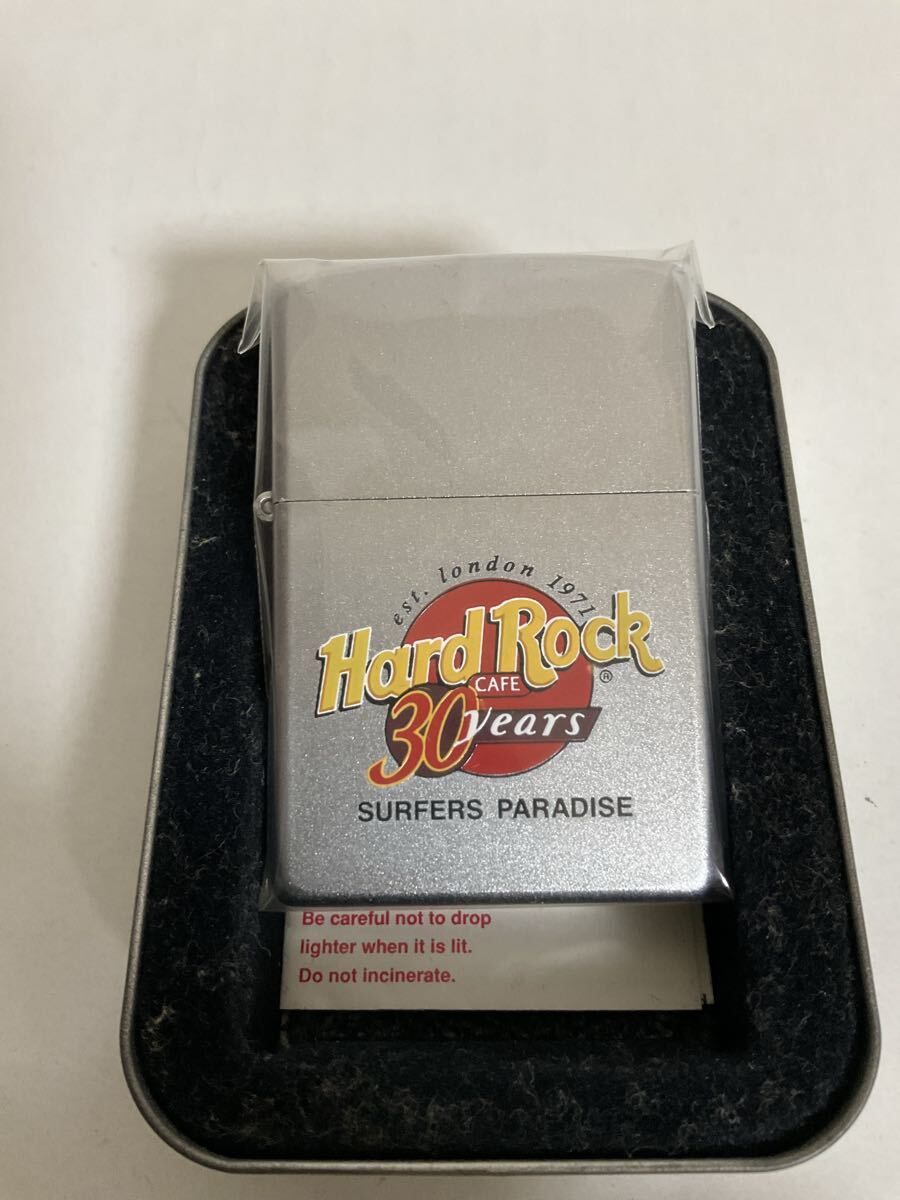 est. london 1971
Hard Rock ®
CAFE
30 years
SURFERS PARADISE
Be careful not to drop
lighter when it is lit.
Do not incinerate.